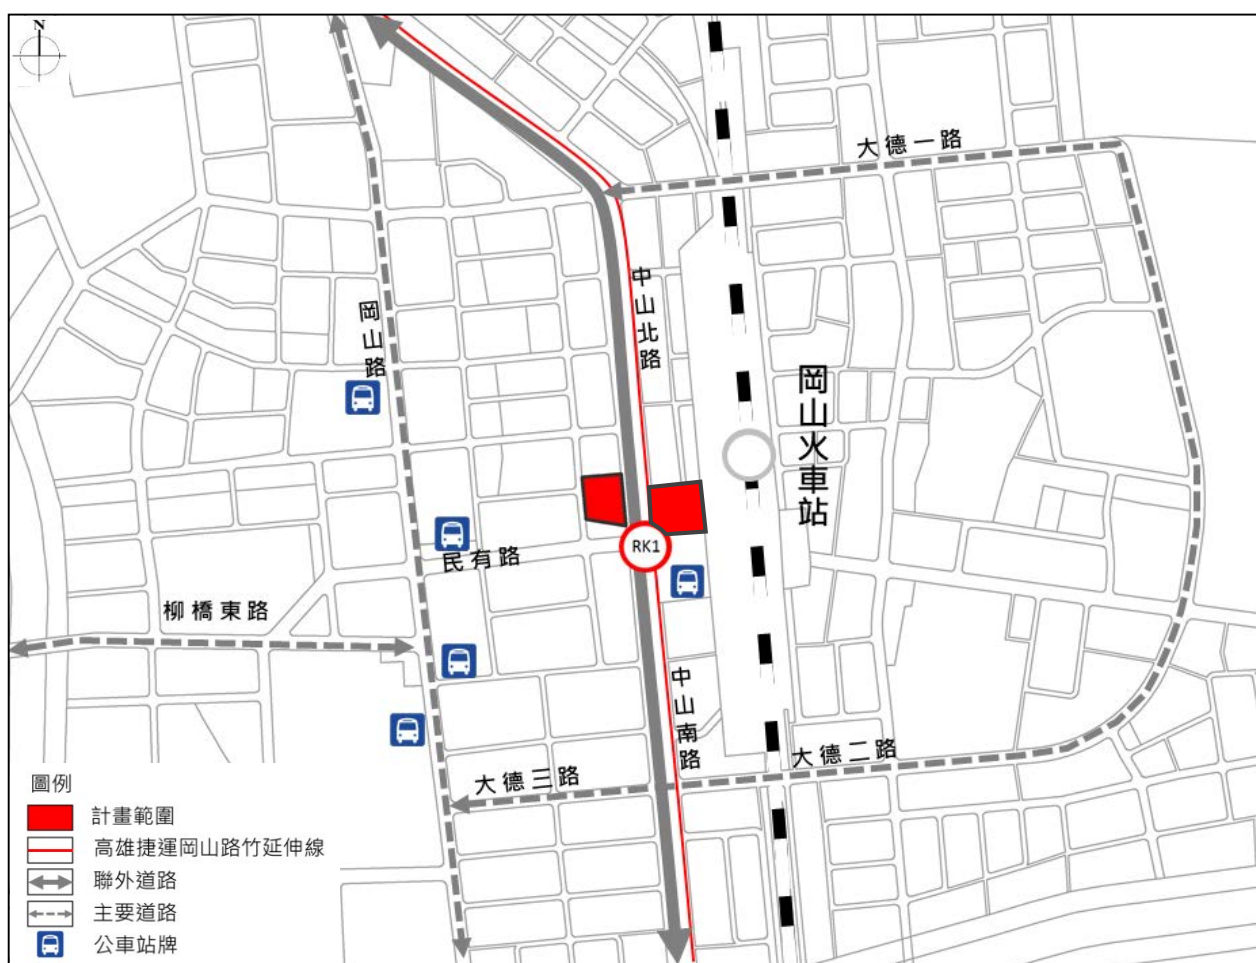 N
大德一路
中山北路
岡山路
岡山火車站
RK1
民有路
柳橋東路
中山南路
大德二路
大德三路
圖例
計畫範圍
高雄捷運岡山路竹延伸線
聯外道路
主要道路
公車站牌